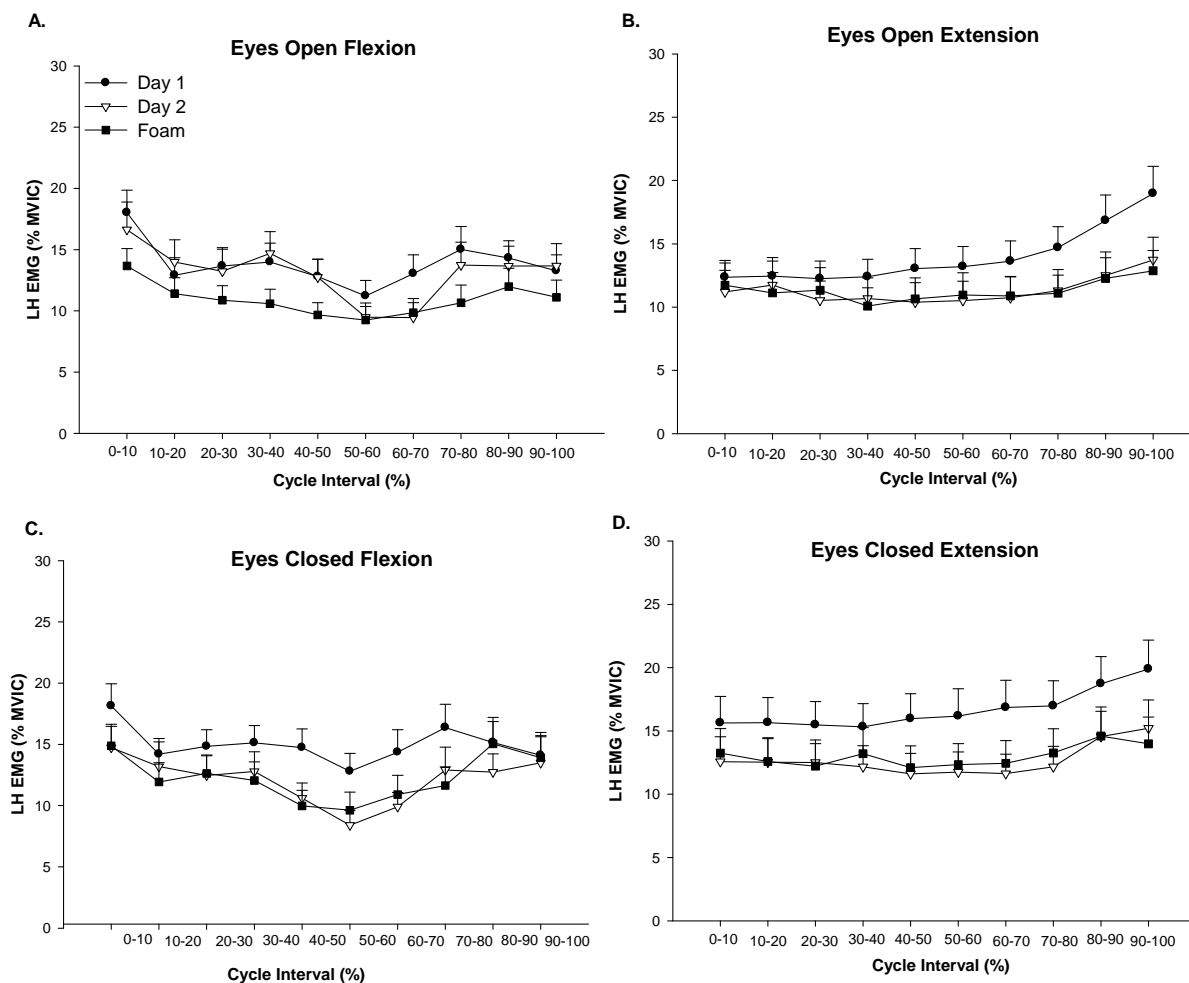 A.
Eyes Open Flexion
30
25
20
15
10
5
0
LH EMG (% MVIC)
Day 1
Day 2
Foam
0-10 10-20 20-30 30-40 40-50 50-60 60-70 70-80 80-90 90-100
Cycle Interval (%)
B.
Eyes Open Extension
30
25
20
15
10
5
0
LH EMG (% MVIC)
0-10 10-20 20-30 30-40 40-50 50-60 60-70 70-80 80-90 90-100
Cycle Interval (%)
C.
Eyes Closed Flexion
30
25
20
15
10
5
0
LH EMG (% MVIC)
0-10 10-20 20-30 30-40 40-50 50-60 60-70 70-80 80-90 90-100
Cycle Interval (%)
D.
Eyes Closed Extension
30
25
20
15
10
5
0
LH EMG (% MVIC)
0-10 10-20 20-30 30-40 40-50 50-60 60-70 70-80 80-90 90-100
Cycle Interval (%)